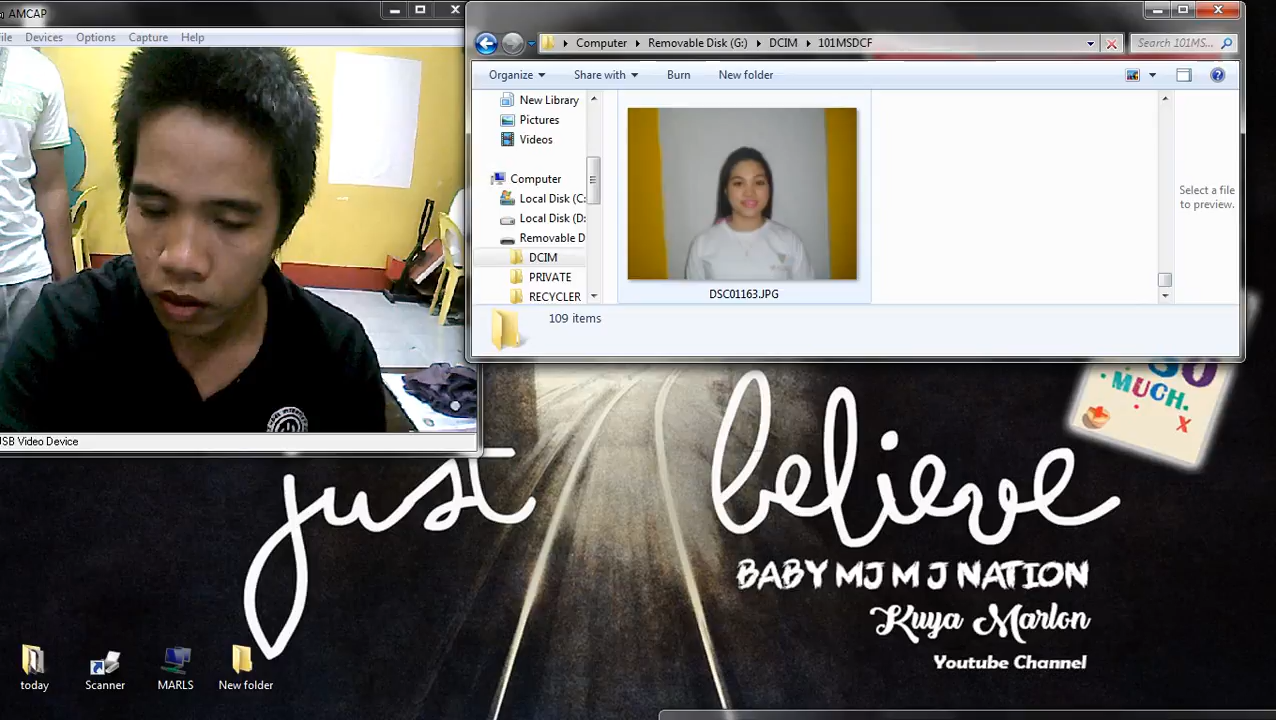 AMCAP
Devices Options Capture Help
USB Video Device
Computer Removable Disk (G:) DCIM 101MSDCF
Search 101MS...
Organize Share with Burn New folder
New Library
Pictures
Videos
Computer
Local Disk (C:
Local Disk (D:
Removable D
DCIM
PRIVATE
RECYCLER
DSC01163.JPG
Select a file
to preview.
109 items
SO
MUCH.
X
just believe
BABY MJ M J NATION
Kuya Marlon
Youtube Channel
today
Scanner
MARLS
New folder